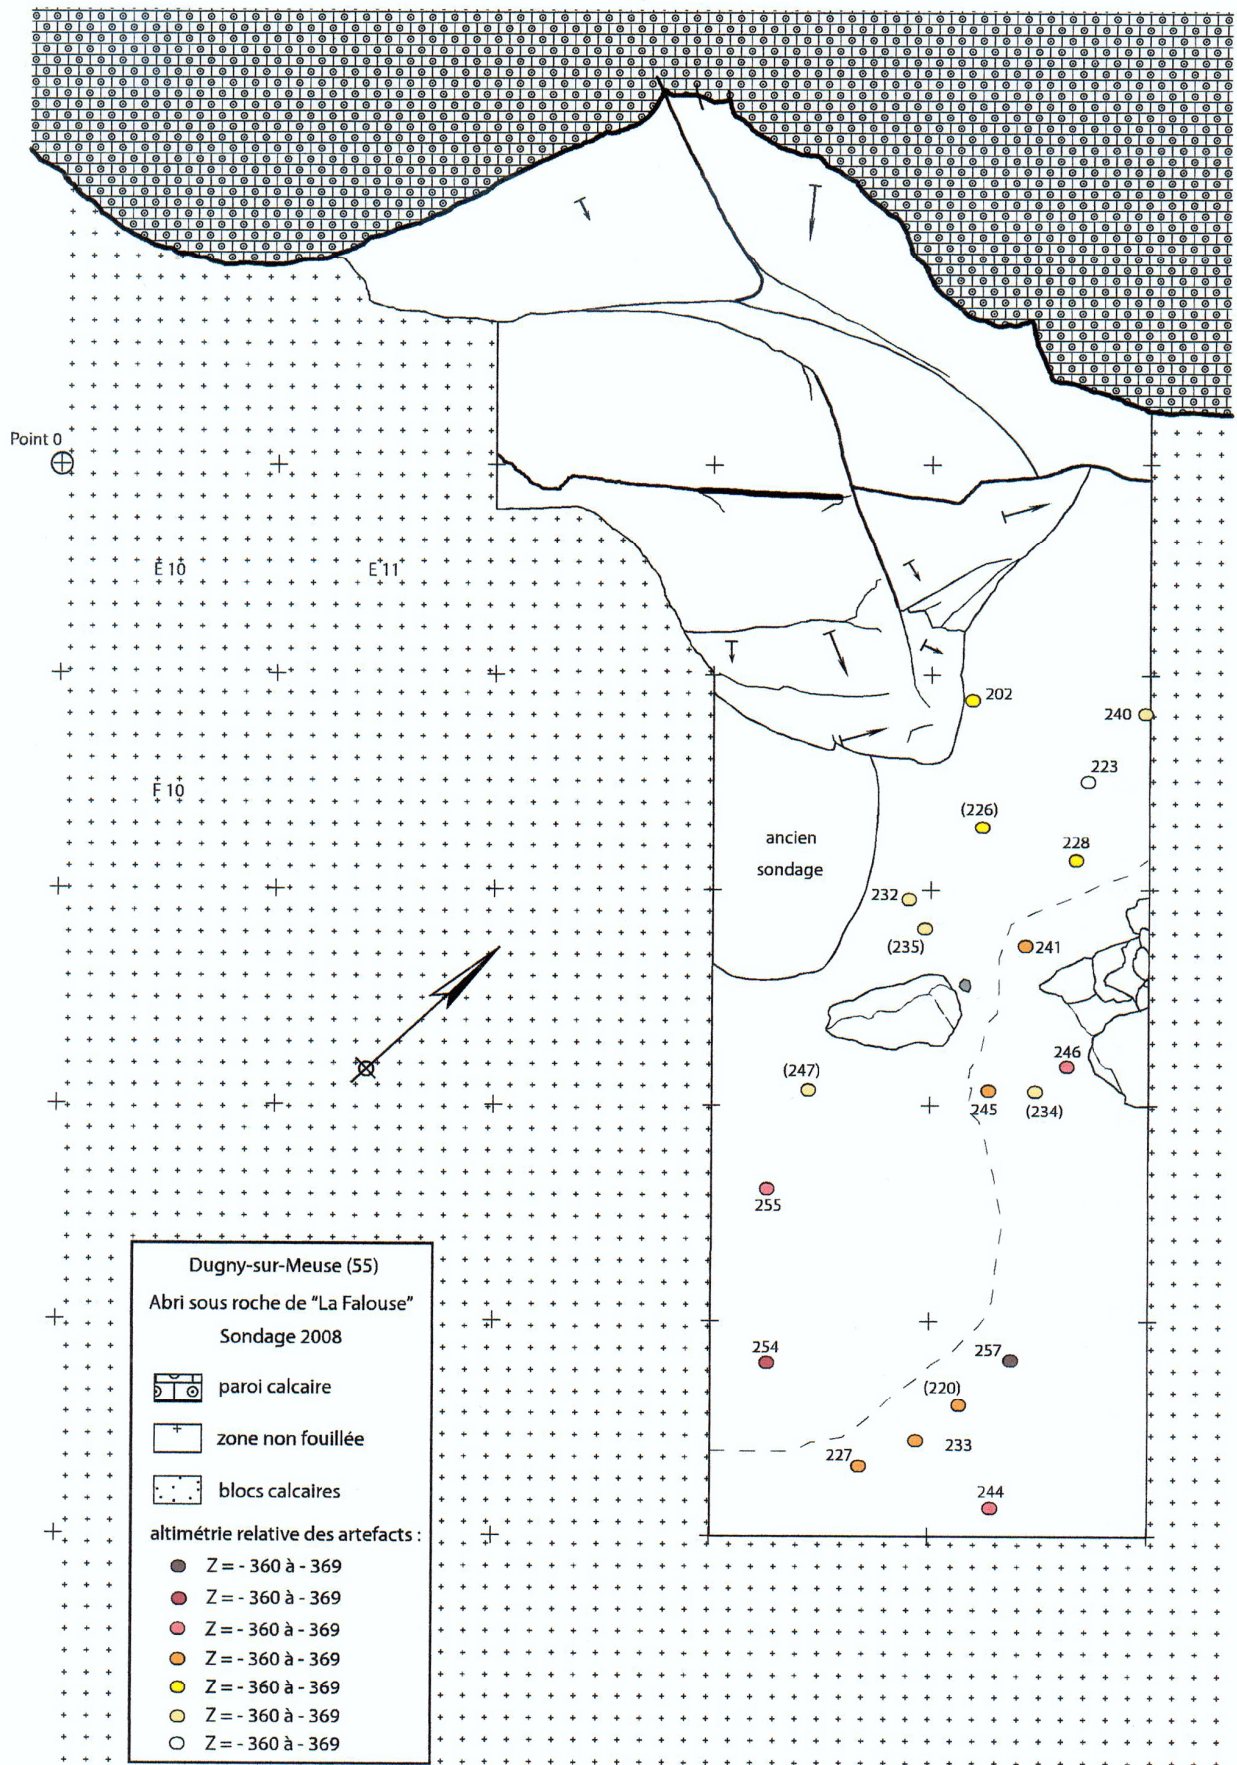 Point 0
E 10
E 11
202
240
223
F 10
(226)
ancien
sondage
228
232
(235)
241
246
(247)
245
(234)
255
254
257
(220)
233
227
244
Dugny-sur-Meuse (55)
Abri sous roche de "La Falouse"
Sondage 2008
paroi calcaire
zone non fouillée
blocs calcaires
altimétrie relative des artefacts :
Z = - 360 à - 369
Z = - 360 à - 369
Z = - 360 à - 369
Z = - 360 à - 369
Z = - 360 à - 369
Z = - 360 à - 369
Z = - 360 à - 369